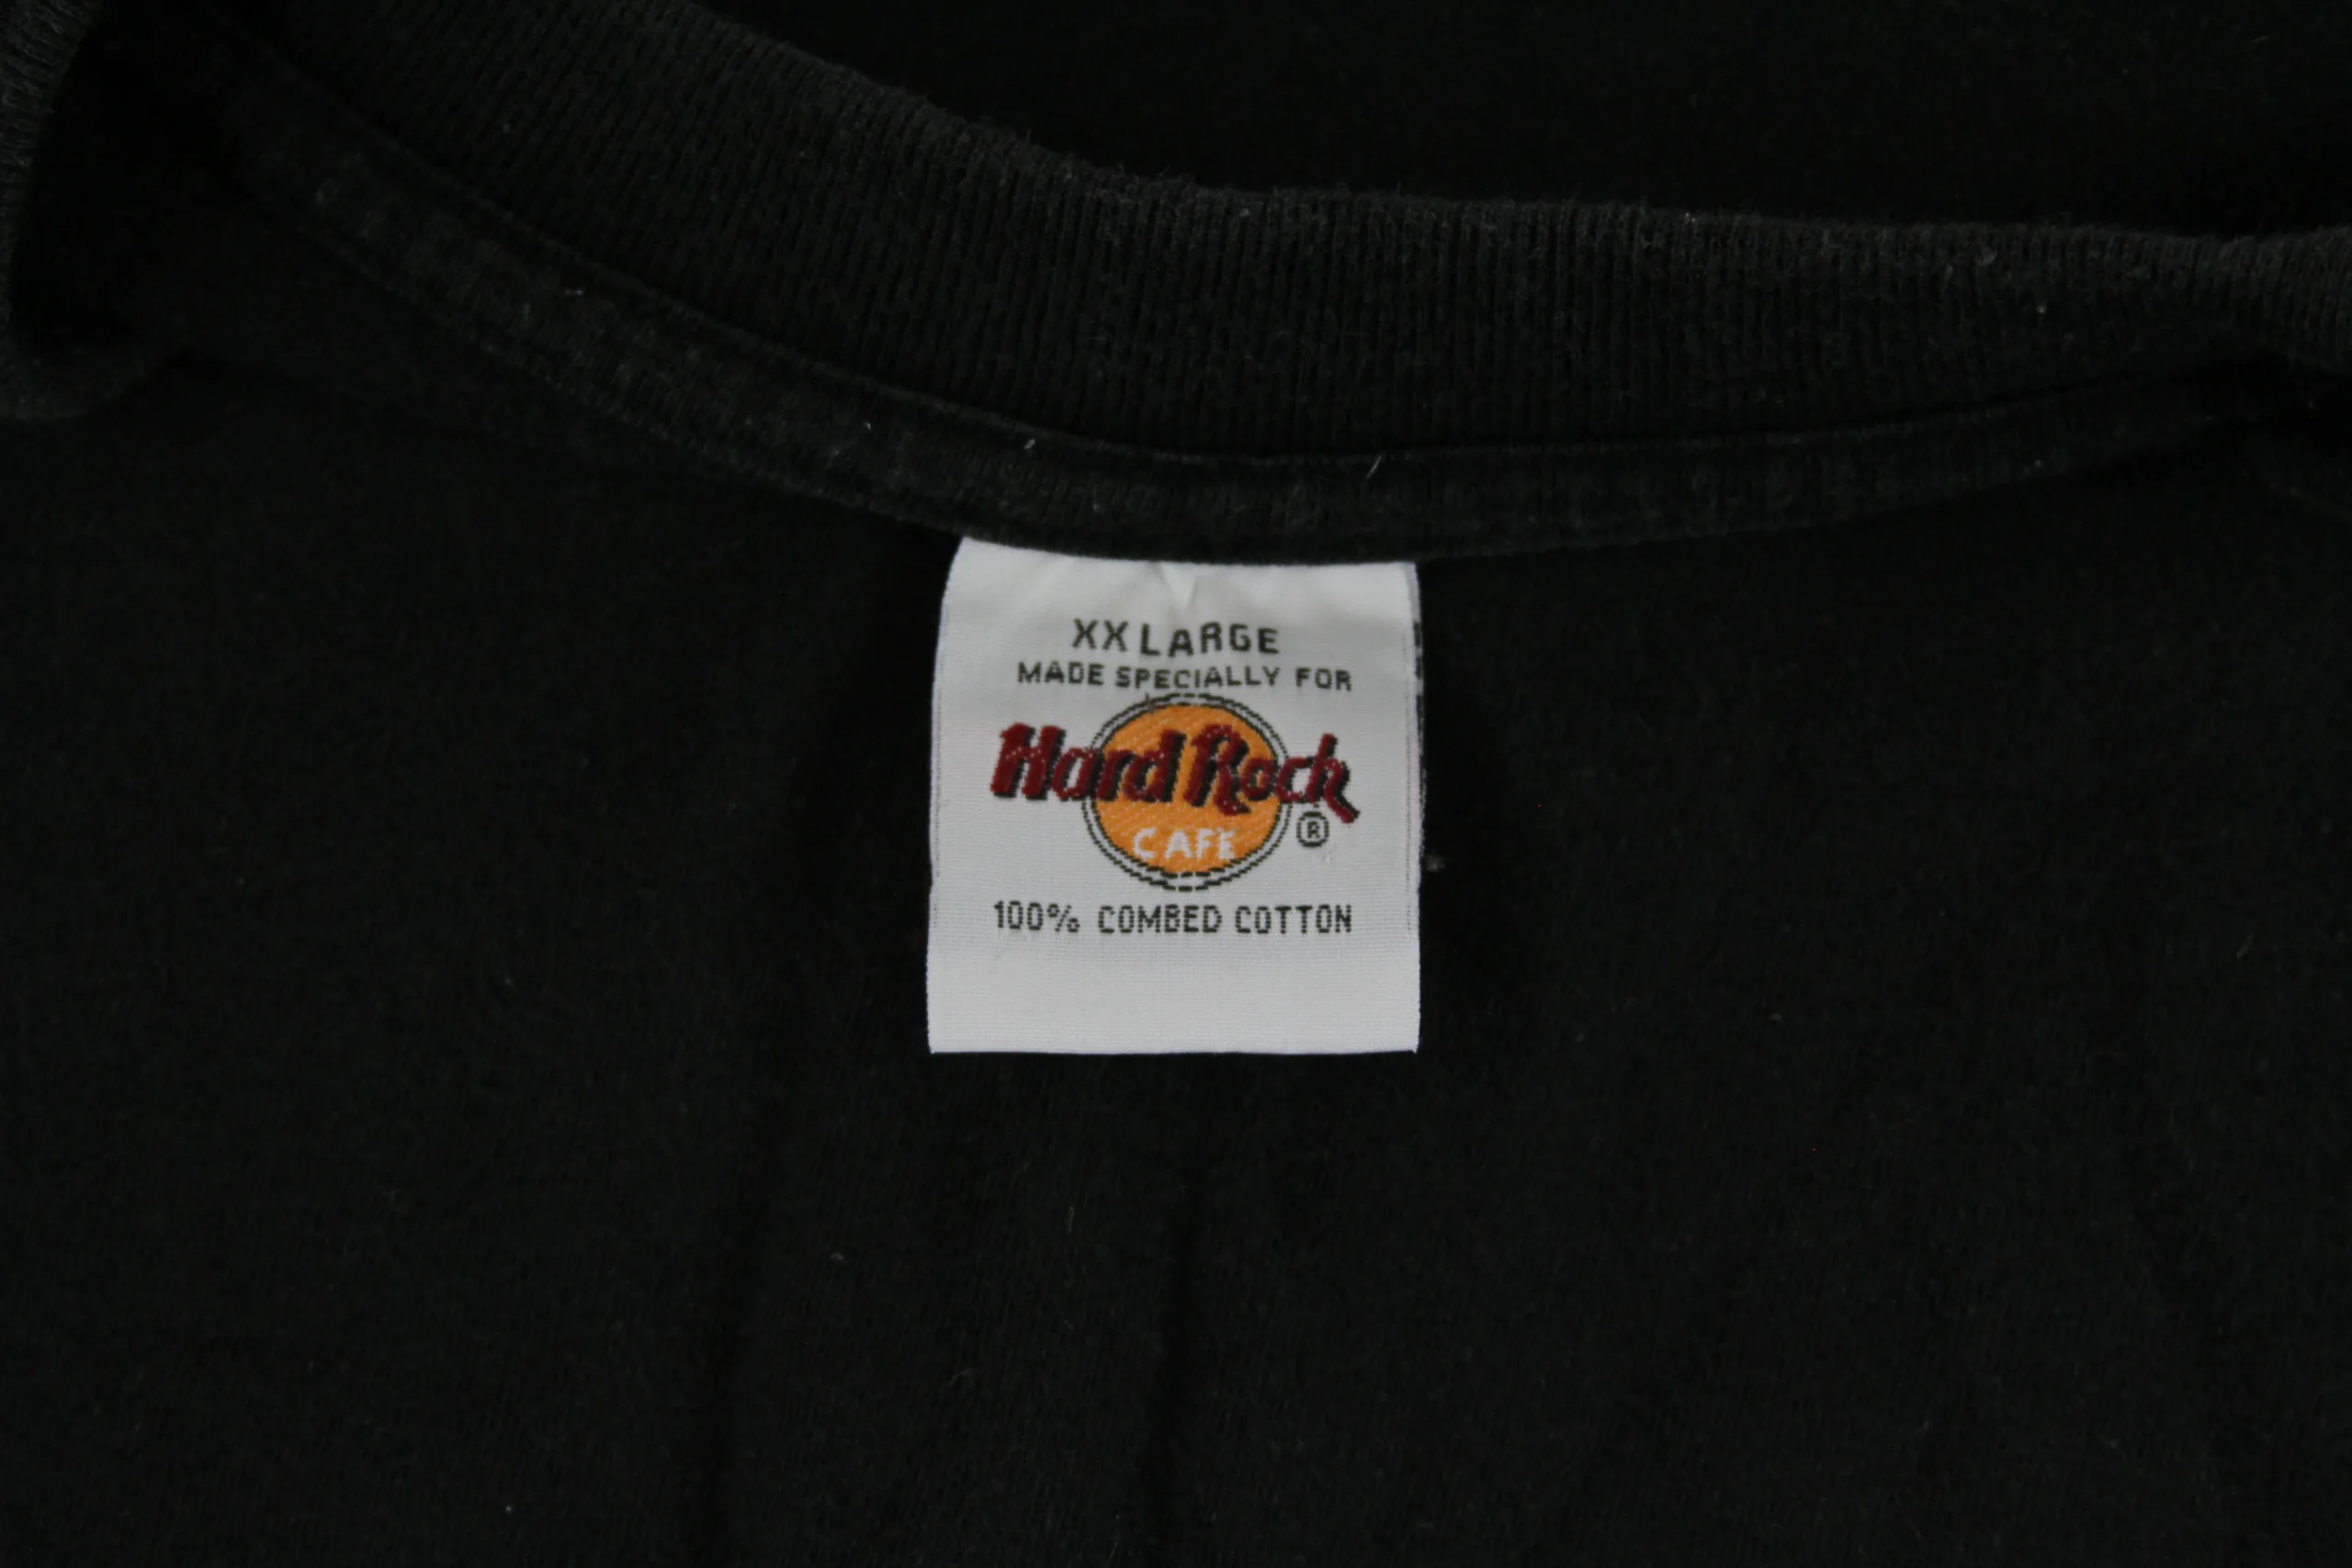 XX LARGE
MADE SPECIALLY FOR
Hard Rock
CAFE
®
100% COMBED COTTON